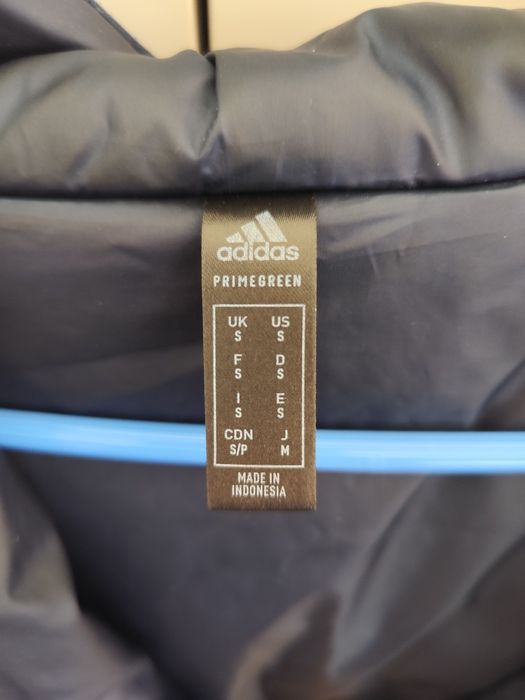 adidas
PRIMEGREEN
UK US
S S
F D
S S
I E
S S
CDN J
S/P M
MADE IN
INDONESIA